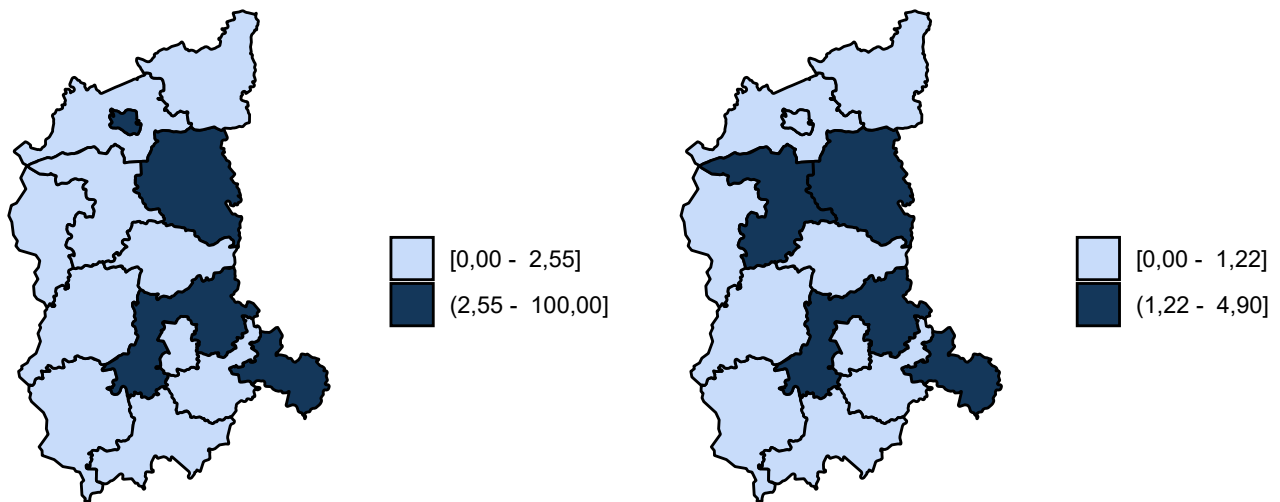 [0,00 - 2,55]
(2,55 - 100,00]
[0,00 - 1,22]
(1,22 - 4,90]